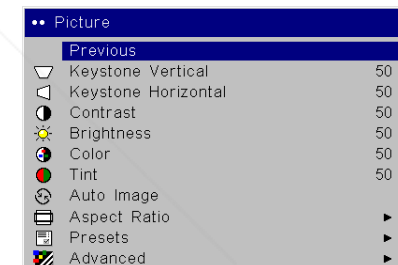 •• Picture
Previous
Keystone Vertical 50
Keystone Horizontal 50
Contrast 50
Brightness 50
Color 50
Tint 50
Auto Image
Aspect Ratio
Presets
Advanced